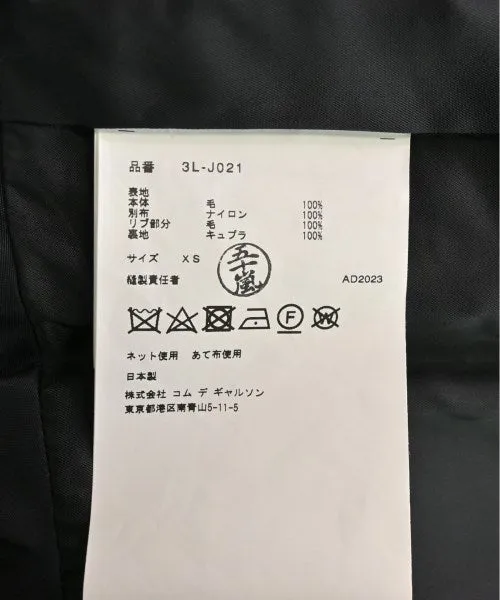 品番 3L-J021
表地
本体 毛 100%
別布 ナイロン 100%
リブ部分 毛 100%
裏地 キュプラ 100%
サイズ XS
五十嵐
縫製責任者 AD2023
F W
ネット使用 あて布使用
日本製
株式会社 コム デ ギャルソン
東京都港区南青山5-11-5